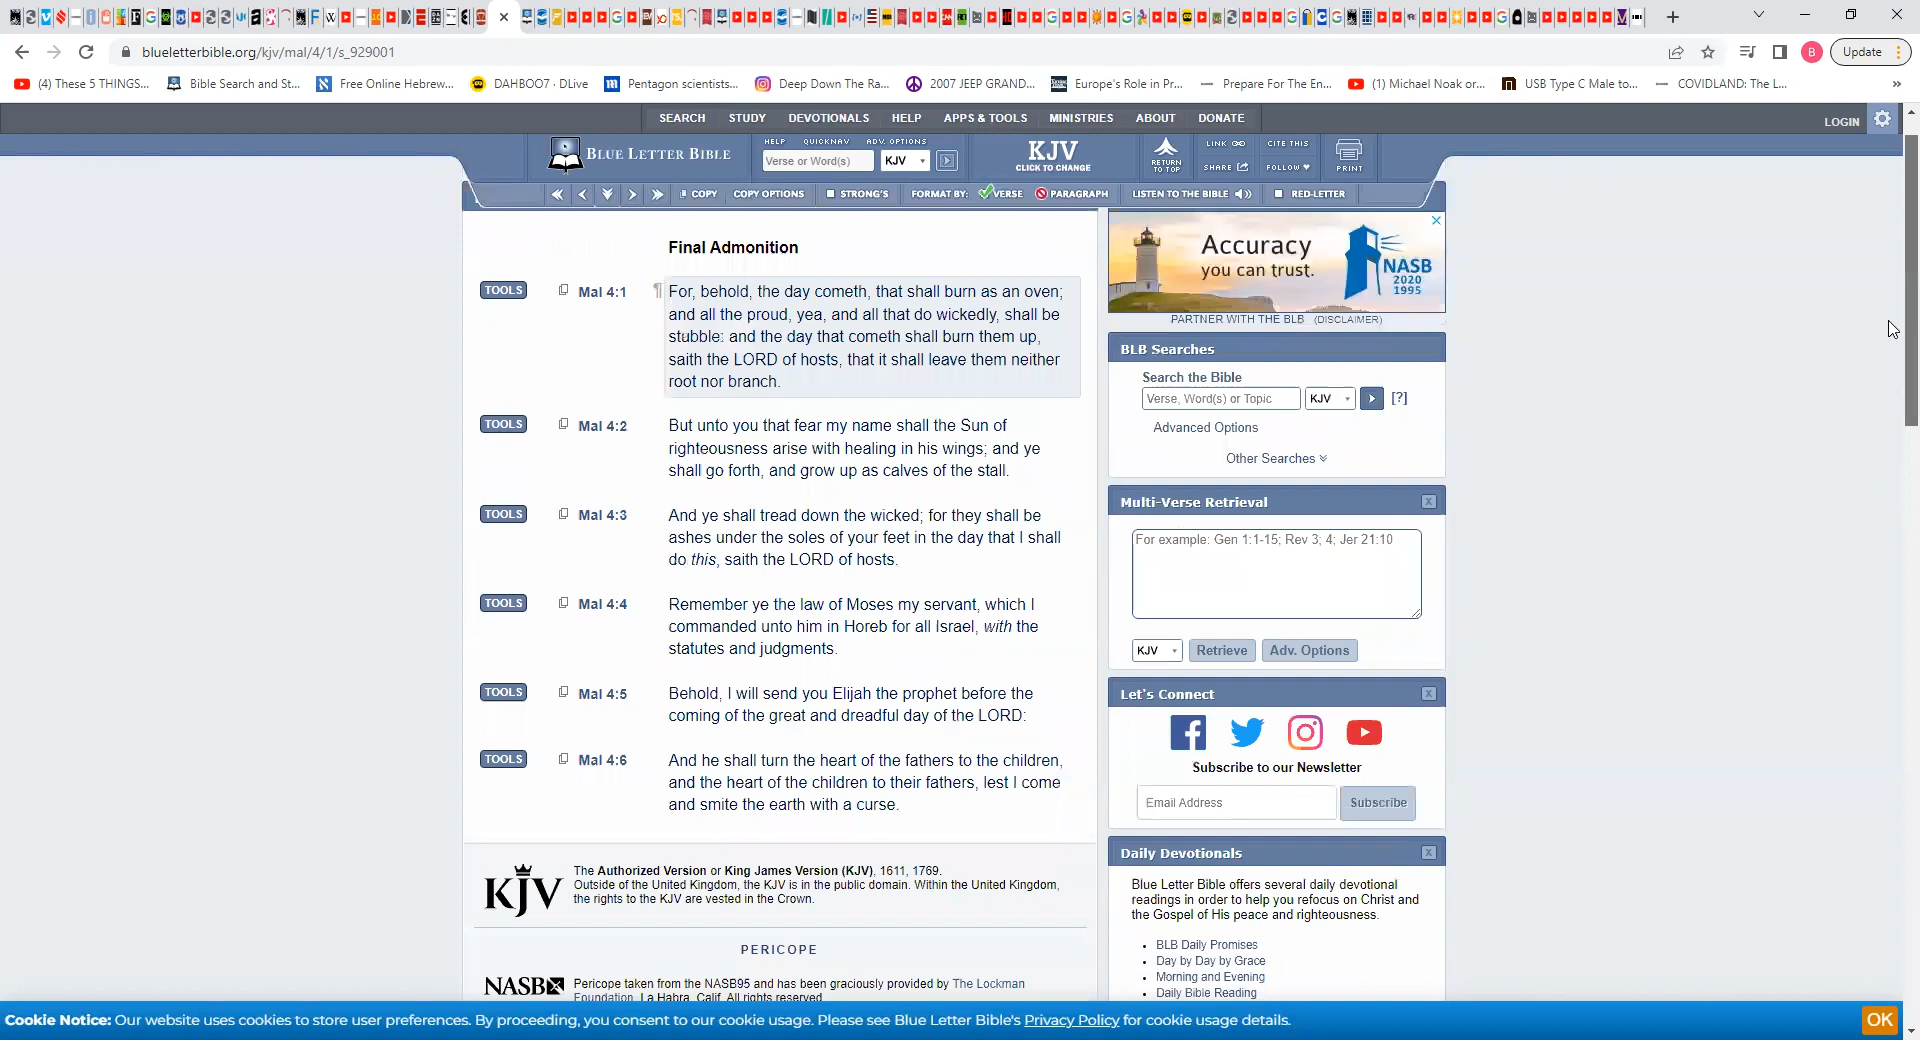 blueletterbible.org/kjv/mal/4/1/s_929001
B
Update
(4) These 5 THINGS...
Bible Search and St...
Free Online Hebrew...
DAHBOO7 · DLive
Pentagon scientists...
Deep Down The Ra...
2007 JEEP GRAND...
Europe's Role in Pr...
Prepare For The En...
(1) Michael Noak or...
USB Type C Male to...
COVIDLAND: The L...
»
SEARCH STUDY DEVOTIONALS HELP APPS & TOOLS MINISTRIES ABOUT DONATE
LOGIN
BLUE LETTER BIBLE
HELP QUICKNAV ADV. OPTIONS
Verse or Word(s)
KJV
KJV
CLICK TO CHANGE
RETURN
TO TOP
LINK
CITE THIS
SHARE
FOLLOW
PRINT
COPY COPY OPTIONS STRONG'S FORMAT BY: VERSE PARAGRAPH LISTEN TO THE BIBLE RED-LETTER
Final Admonition
TOOLS Mal 4:1 ¶ For, behold, the day cometh, that shall burn as an oven;
and all the proud, yea, and all that do wickedly, shall be
stubble: and the day that cometh shall burn them up,
saith the LORD of hosts, that it shall leave them neither
root nor branch.
TOOLS Mal 4:2 But unto you that fear my name shall the Sun of
righteousness arise with healing in his wings; and ye
shall go forth, and grow up as calves of the stall.
TOOLS Mal 4:3 And ye shall tread down the wicked; for they shall be
ashes under the soles of your feet in the day that I shall
do this, saith the LORD of hosts.
TOOLS Mal 4:4 Remember ye the law of Moses my servant, which I
commanded unto him in Horeb for all Israel, with the
statutes and judgments.
TOOLS Mal 4:5 Behold, I will send you Elijah the prophet before the
coming of the great and dreadful day of the LORD:
TOOLS Mal 4:6 And he shall turn the heart of the fathers to the children,
and the heart of the children to their fathers, lest I come
and smite the earth with a curse.
KJV
The Authorized Version or King James Version (KJV), 1611, 1769.
Outside of the United Kingdom, the KJV is in the public domain. Within the United Kingdom,
the rights to the KJV are vested in the Crown.
PERICOPE
NASB
Pericope taken from the NASB95 and has been graciously provided by The Lockman
Foundation, La Habra, Calif. All rights reserved
Accuracy
you can trust.
NASB
2020
1995
PARTNER WITH THE BLB (DISCLAIMER)
BLB Searches
Search the Bible
Verse, Word(s) or Topic
KJV
[?]
Advanced Options
Other Searches
Multi-Verse Retrieval
For example: Gen 1:1-15; Rev 3; 4; Jer 21:10
KJV
Retrieve
Adv. Options
Let's Connect
Subscribe to our Newsletter
Email Address
Subscribe
Daily Devotionals
Blue Letter Bible offers several daily devotional
readings in order to help you refocus on Christ and
the Gospel of His peace and righteousness.
• BLB Daily Promises
• Day by Day by Grace
• Morning and Evening
• Daily Bible Reading
Cookie Notice: Our website uses cookies to store user preferences. By proceeding, you consent to our cookie usage. Please see Blue Letter Bible's Privacy Policy for cookie usage details.
OK